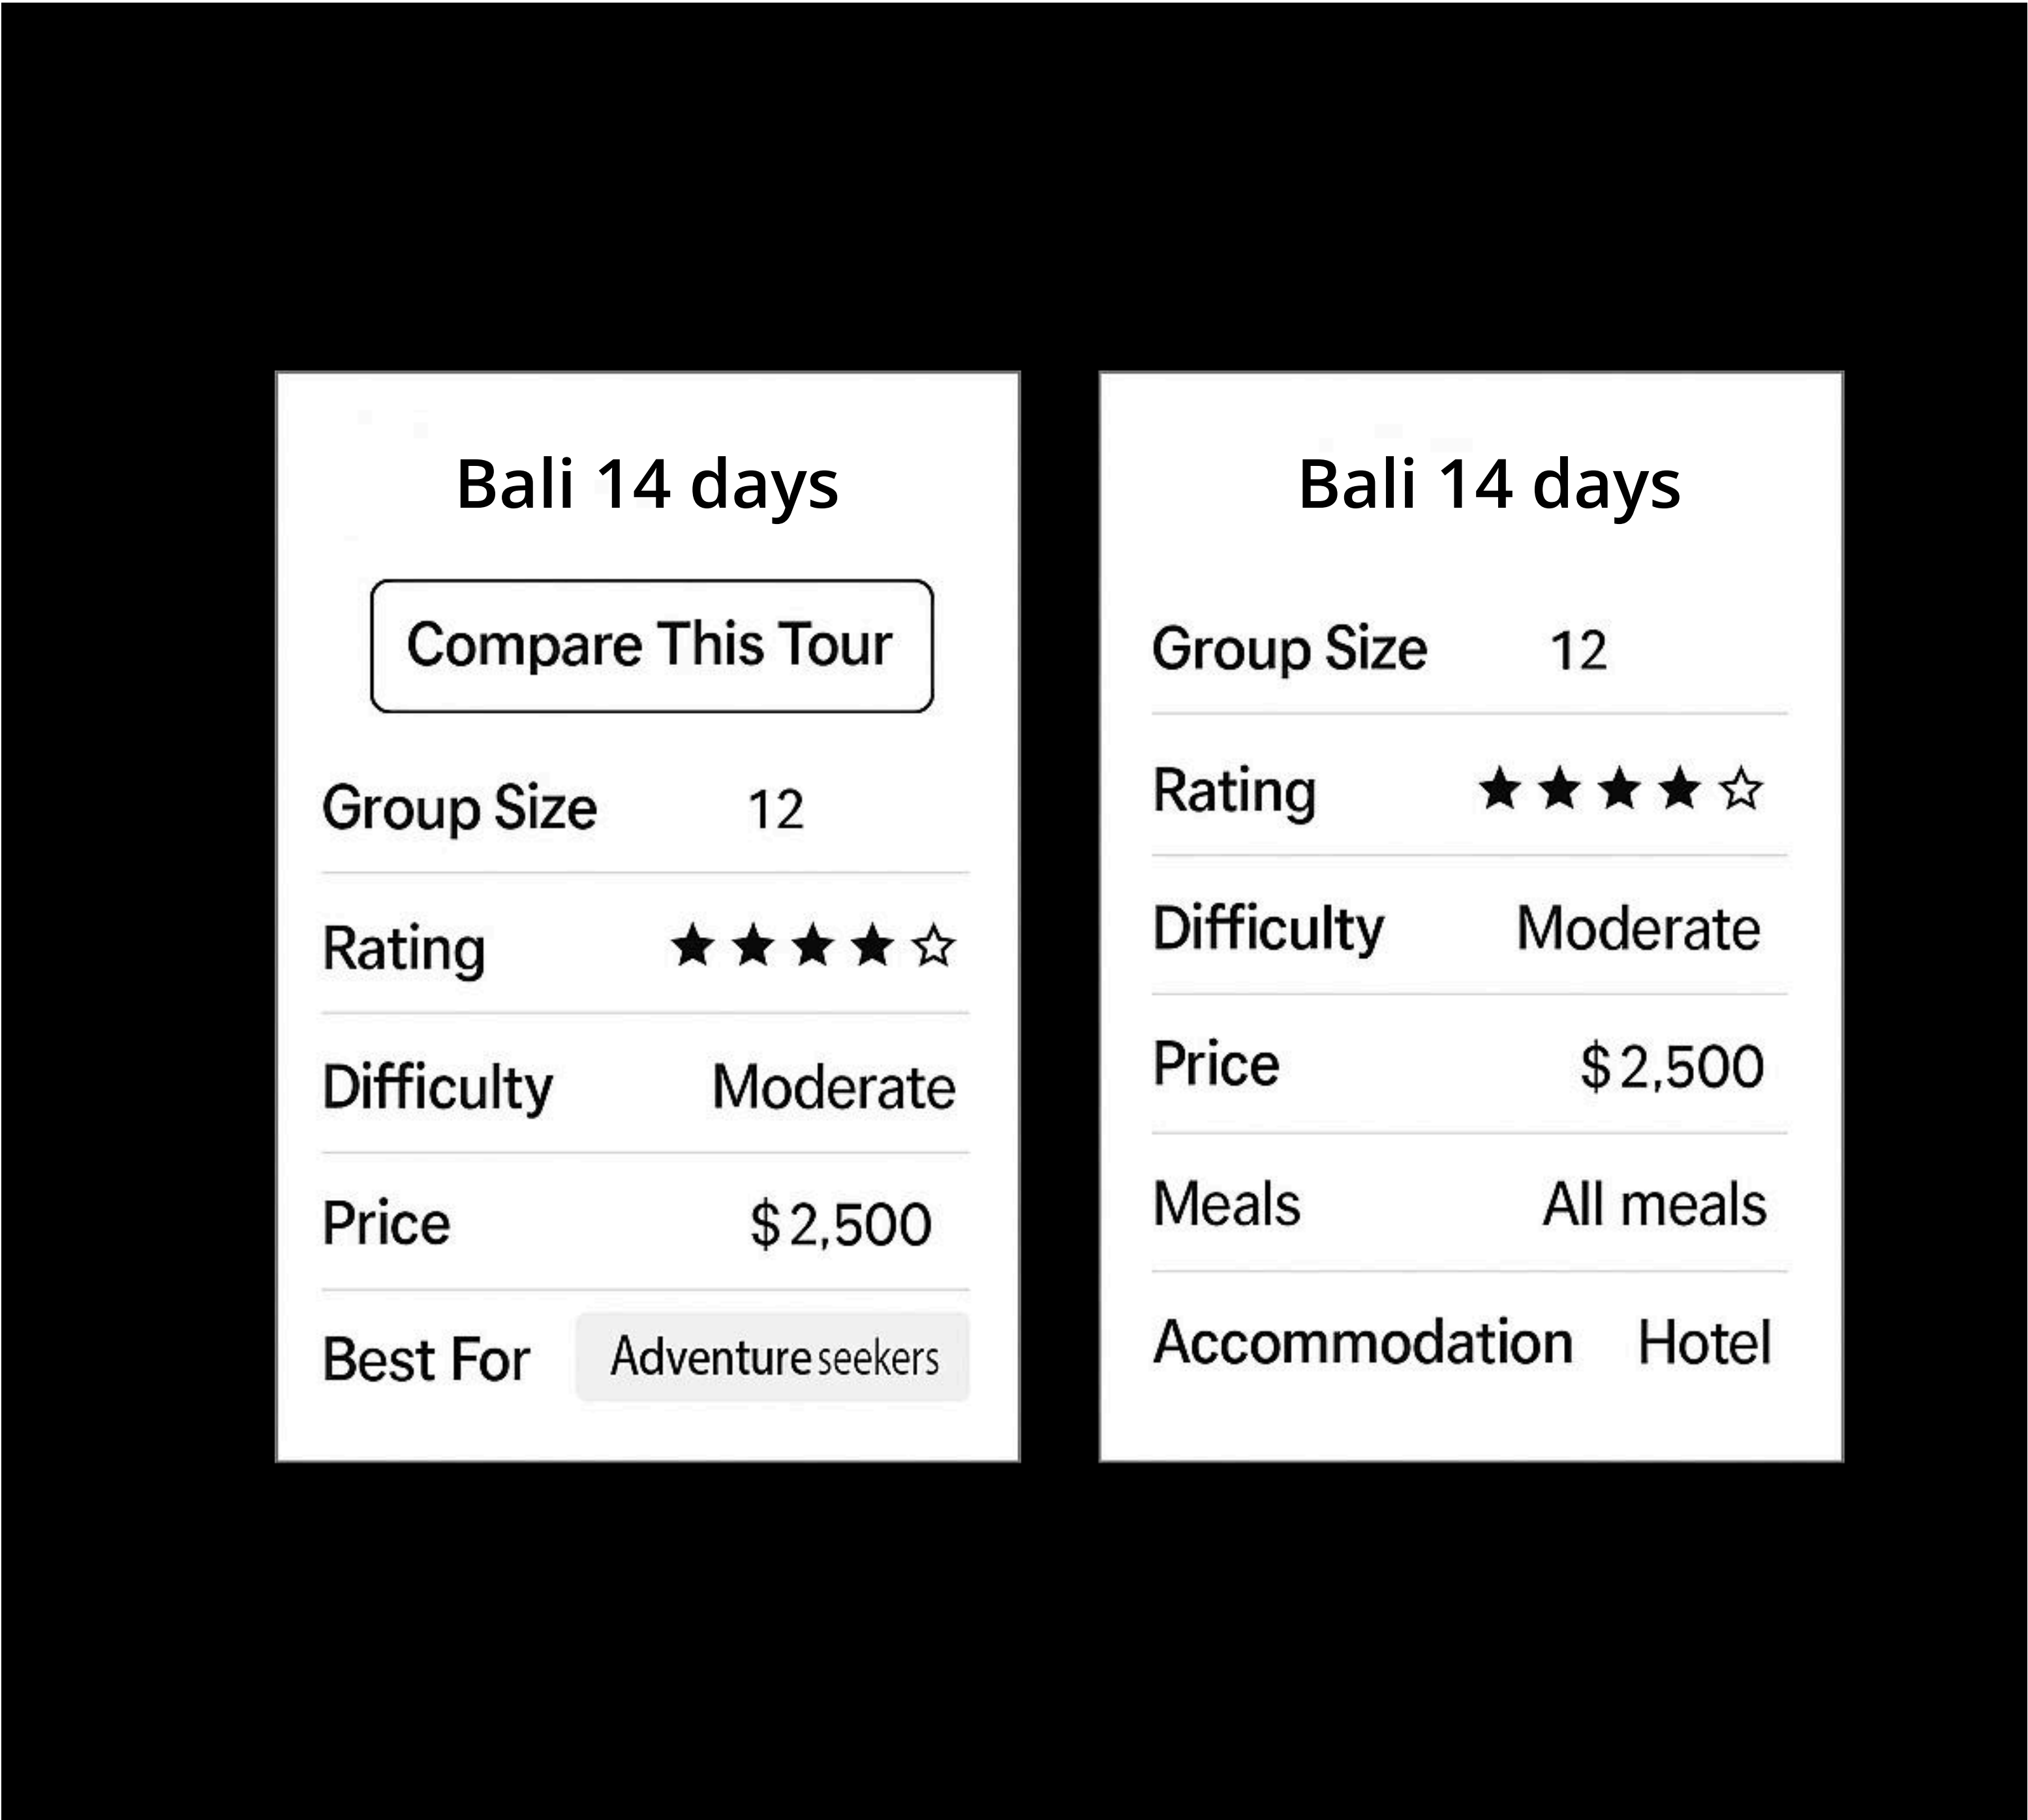 Bali 14 days
Compare This Tour
Group Size 12
Rating ★★★★☆
Difficulty Moderate
Price $2,500
Best For Adventure seekers
Bali 14 days
Group Size 12
Rating ★★★★☆
Difficulty Moderate
Price $2,500
Meals All meals
Accommodation Hotel